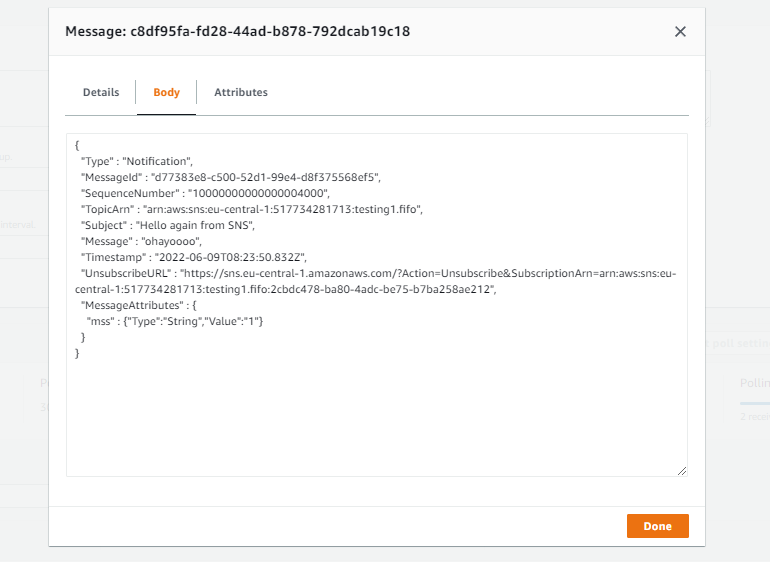 Message: c8df95fa-fd28-44ad-b878-792dcab19c18
Details
Body
Attributes
{
"Type" : "Notification",
"MessageId" : "d77383e8-c500-52d1-99e4-d8f375568ef5",
"SequenceNumber" : "10000000000000004000",
"TopicArn" : "arn:aws:sns:eu-central-1:517734281713:testing1.fifo",
"Subject" : "Hello again from SNS",
"Message" : "ohayoooo",
"Timestamp" : "2022-06-09T08:23:50.832Z",
"UnsubscribeURL" : "https://sns.eu-central-1.amazonaws.com/?Action=Unsubscribe&SubscriptionArn=arn:aws:sns:eu-
central-1:517734281713:testing1.fifo:2cbdc478-ba80-4adc-be75-b7ba258ae212",
"MessageAttributes" : {
"mss" : {"Type":"String","Value":"1"}
}
}
interval.
poll
2
Done